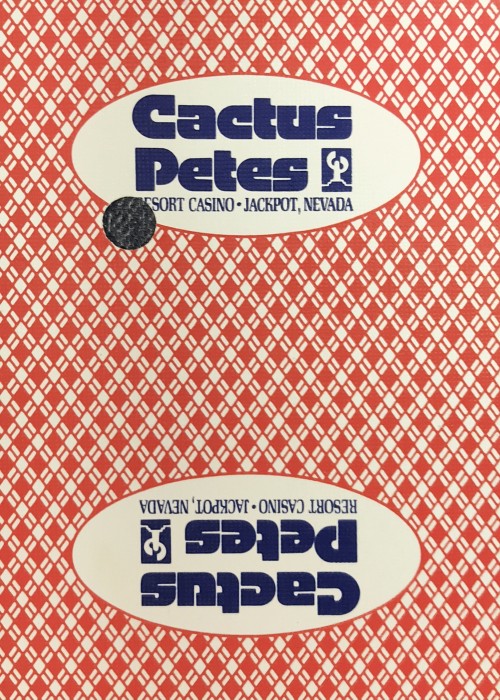 Cactus
Petes
RESORT CASINO • JACKPOT, NEVADA
RESORT CASINO • JACKPOT, NEVADA
Petes
Cactus